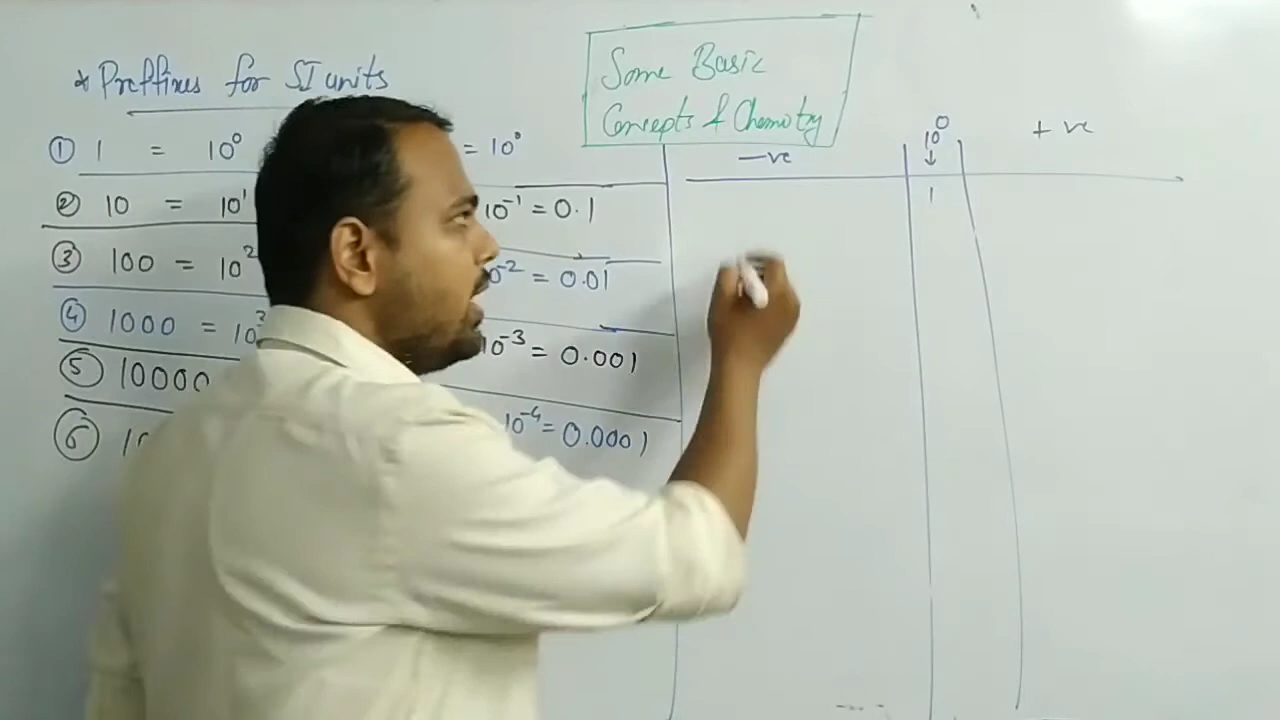 * Preffixes for SI units
① 1 = 10⁰
② 10 = 10¹
③ 100 = 10²
④ 1000 = 10³
⑤ 10000
⑥ 10
= 10⁰
10⁻¹ = 0.1
10⁻² = 0.01
10⁻³ = 0.001
10⁻⁴ = 0.0001
Some Basic
Concepts of Chemistry
−ve
10⁰
↓
1
+ ve